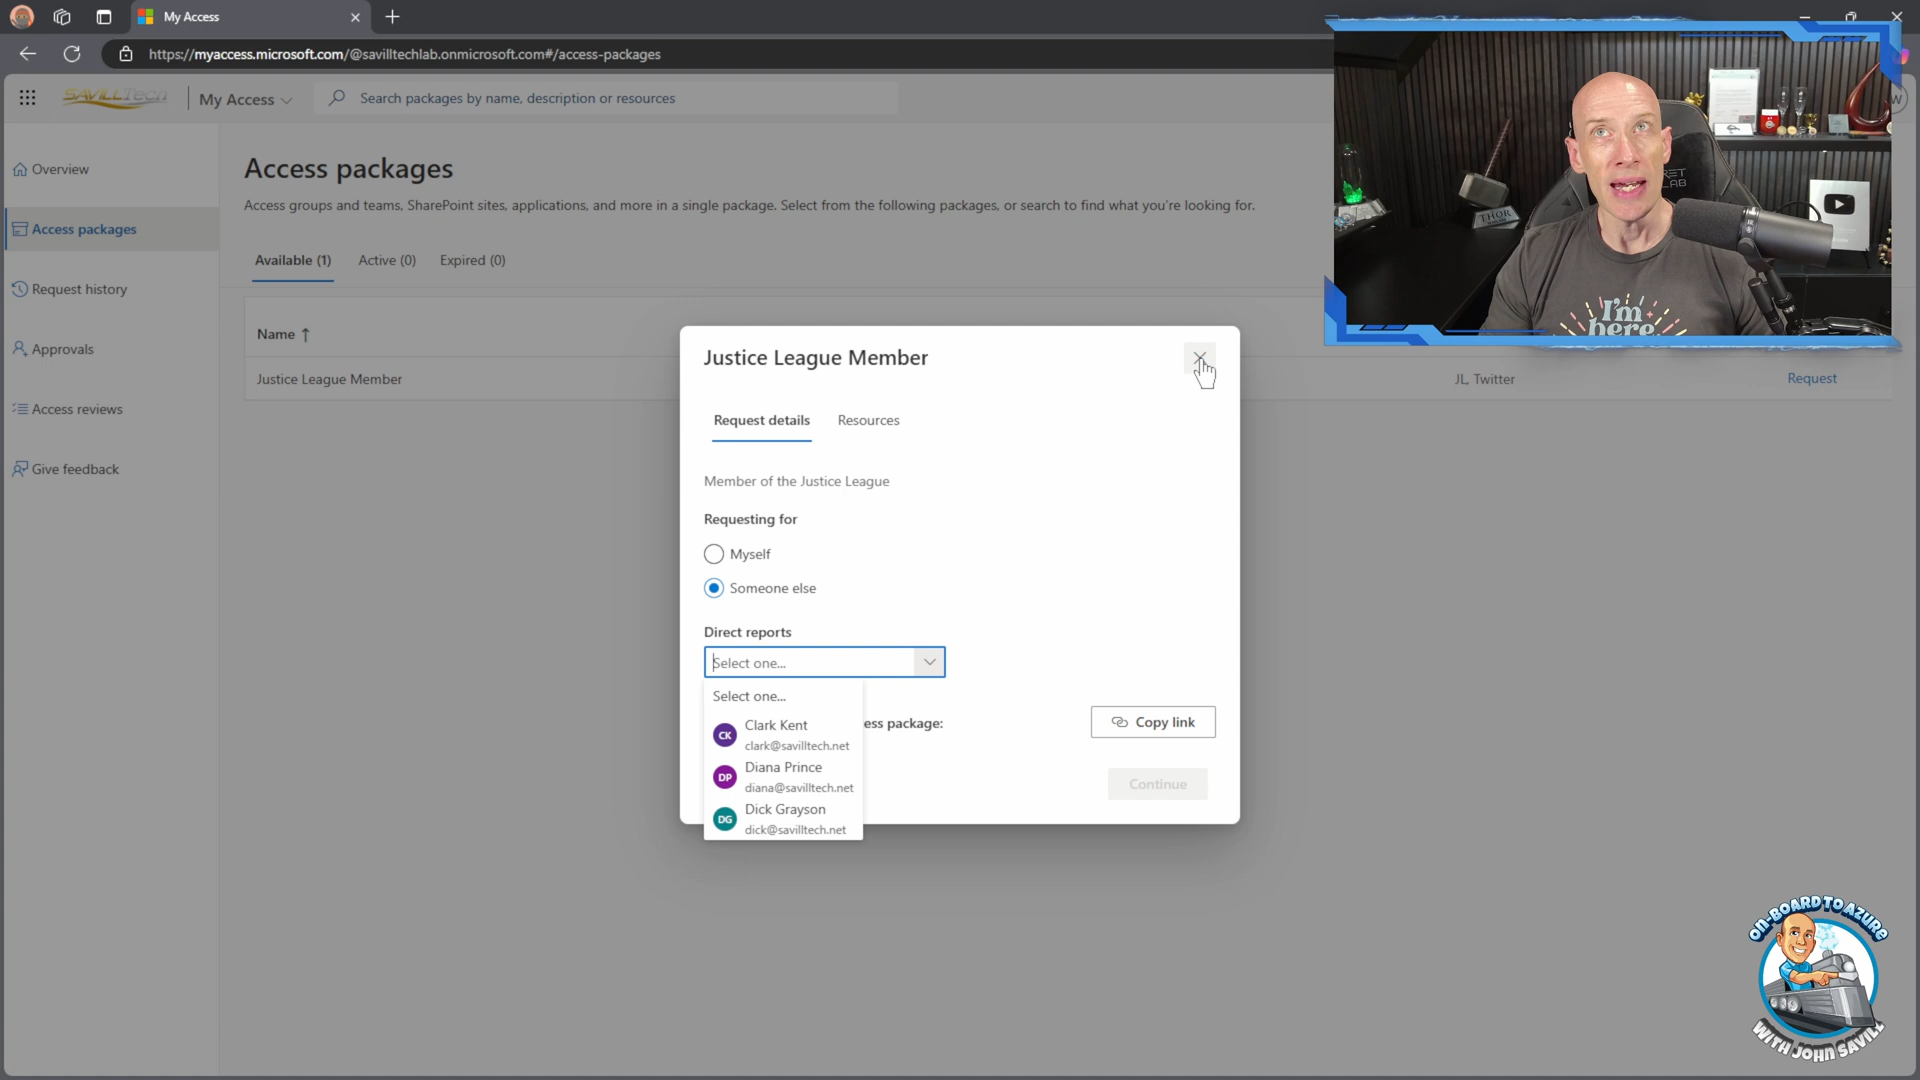 My Access
https://myaccess.microsoft.com/@savilltechlab.onmicrosoft.com#/access-packages
SAVILLTECH
My Access
Search packages by name, description or resources
W
Overview
Access packages
Request history
Approvals
Access reviews
Give feedback
Access packages
Access groups and teams, SharePoint sites, applications, and more in a single package. Select from the following packages, or search to find what you're looking for.
Available (1)
Active (0)
Expired (0)
Name ↑
Justice League Member
JL, Twitter
Request
Justice League Member
Request details
Resources
Member of the Justice League
Requesting for
Myself
Someone else
Direct reports
Select one...
Select one...
CK
Clark Kent
clark@savilltech.net
DP
Diana Prince
diana@savilltech.net
DG
Dick Grayson
dick@savilltech.net
ess package:
Copy link
Continue
THOR
I'm
here
ON-BOARD TO AZURE
WITH JOHN SAVILL